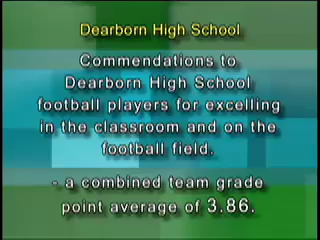 Dearborn High School
Commendations to
Dearborn High School
football players for excelling
in the classroom and on the
football field.
- a combined team grade
point average of 3.86.